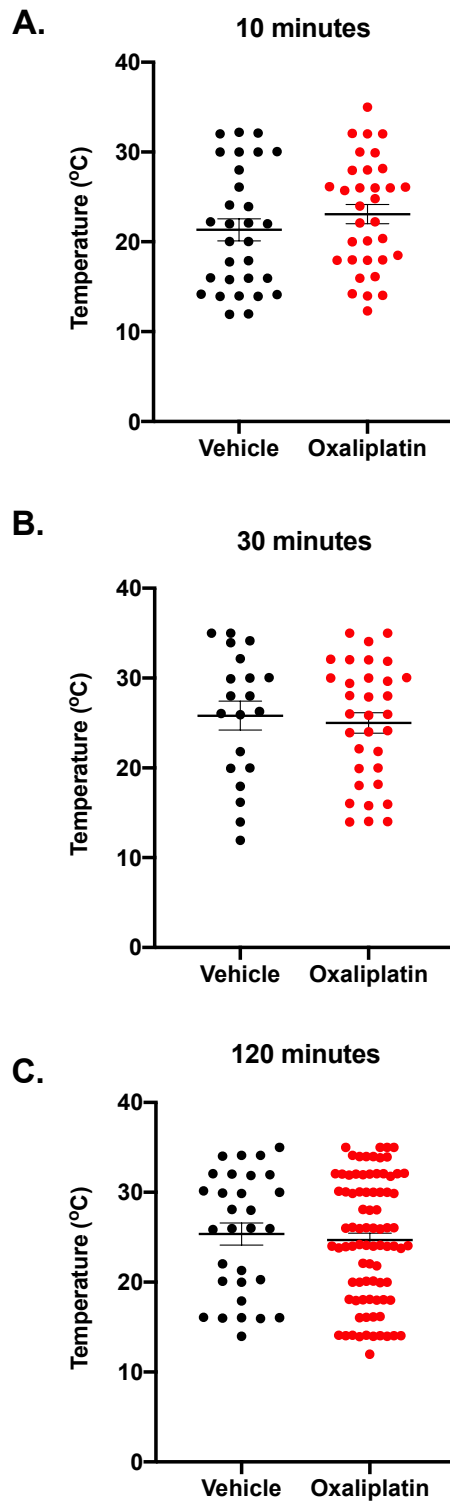 A.
10 minutes
40
30
20
10
0
Temperature (ºC)
Vehicle Oxaliplatin
B.
30 minutes
40
30
20
10
0
Temperature (ºC)
Vehicle Oxaliplatin
C.
120 minutes
40
30
20
10
0
Temperature (ºC)
Vehicle Oxaliplatin